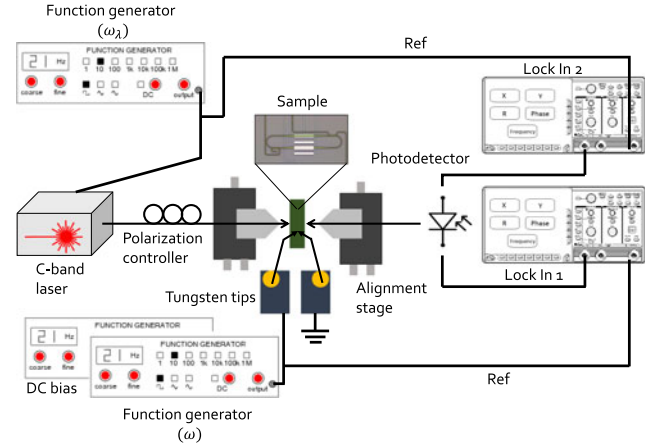 Function generator
(ωλ)
FUNCTION GENERATOR
21 Hz
1 10 100 1k 10k 100k 1M
coarse fine DC output
Ref
Lock In 2
X Y
R Phase
Frequency
Sample
Photodetector
X Y
R Phase
Frequency
Lock In 1
Polarization
controller
C-band
laser
Tungsten tips
Alignment
stage
FUNCTION GENERATOR
21 Hz
coarse fine
DC bias
FUNCTION GENERATOR
21 Hz
1 10 100 1k 10k 100k 1M
coarse fine DC output
Ref
Function generator
(ω)